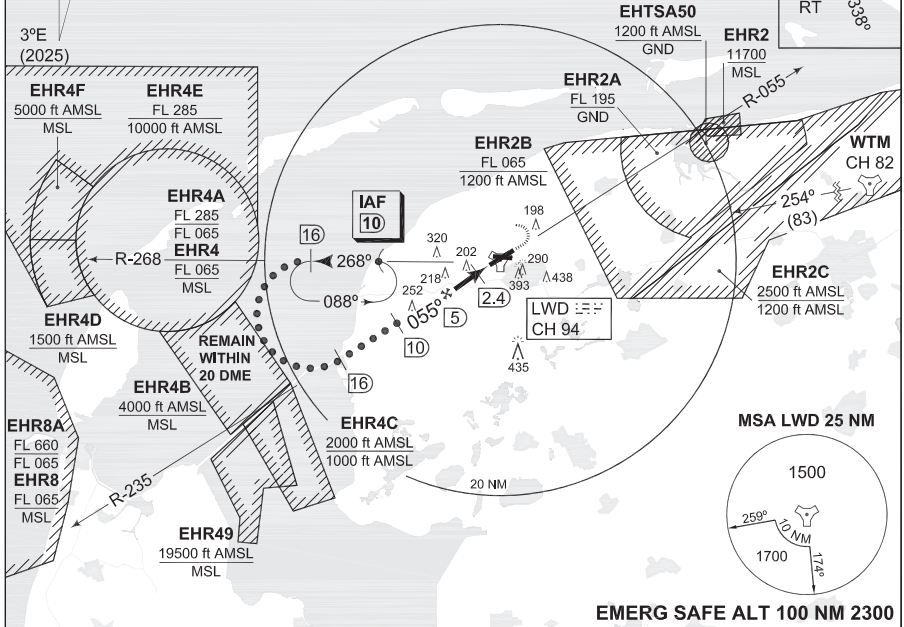 3ºE
(2025)
RT
338º
EHTSA50
1200 ft AMSL
GND
EHR2
11700
MSL
R-055
EHR4F
5000 ft AMSL
MSL
EHR4E
FL 285
10000 ft AMSL
EHR2A
FL 195
GND
EHR2B
FL 065
1200 ft AMSL
WTM
CH 82
254º
(83)
EHR4A
FL 285
FL 065
EHR4
FL 065
MSL
IAF
10
198
R-268
16
268º
320
202
290
218
393
438
088º
252
055º
5
2.4
EHR2C
2500 ft AMSL
1200 ft AMSL
LWD
CH 94
EHR4D
1500 ft AMSL
MSL
REMAIN
WITHIN
20 DME
10
16
435
EHR4B
4000 ft AMSL
MSL
EHR4C
2000 ft AMSL
1000 ft AMSL
EHR8A
FL 660
FL 065
EHR8
FL 065
MSL
R-235
20 NM
EHR49
19500 ft AMSL
MSL
MSA LWD 25 NM
1500
259º
10 NM
1700
174º
EMERG SAFE ALT 100 NM 2300